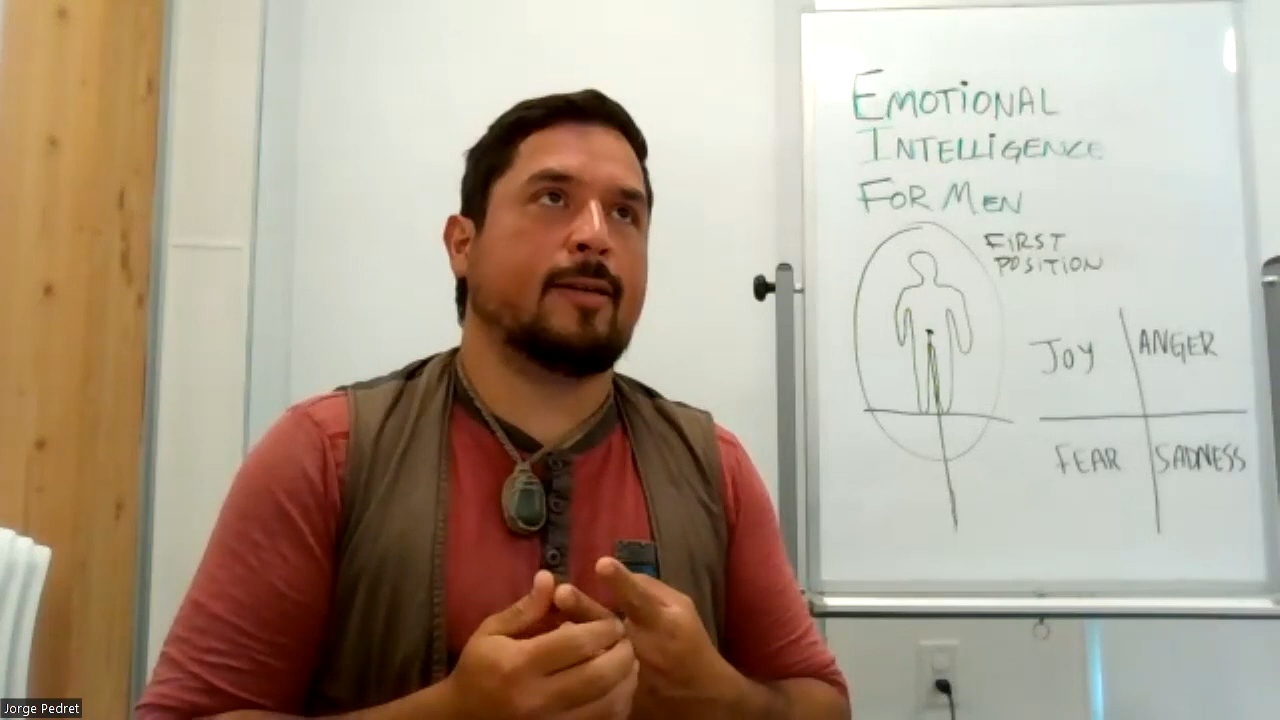 EMOTIONAL
INTELLIGENCE
FOR MEN
FIRST
POSITION
JOY
ANGER
FEAR
SADNESS
Jorge Pedret